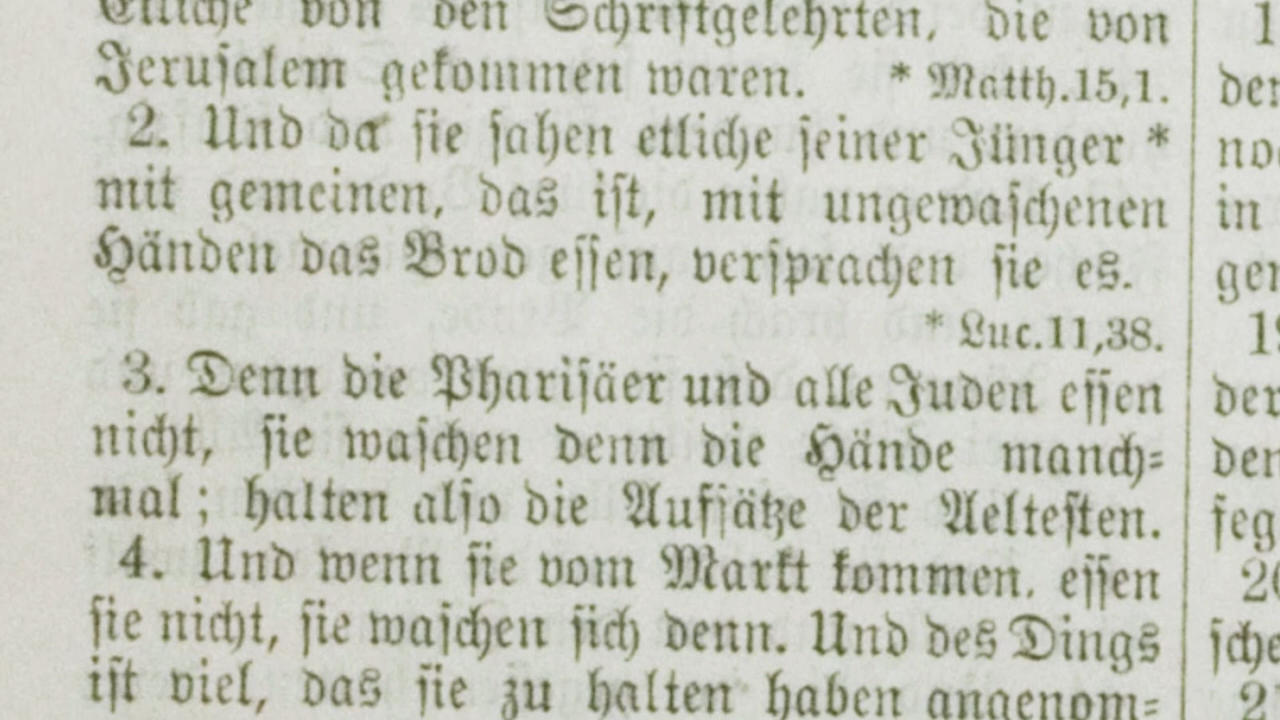 Etliche von den Schriftgelehrten, die von
Jerusalem gekommen waren. * Matth.15,1.
2. Und da sie sahen etliche seiner Jünger *
mit gemeinen, das ist, mit ungewaschenen
Händen das Brod essen, versprachen sie es.
* Luc.11,38.
3. Denn die Pharisäer und alle Juden essen
nicht, sie waschen denn die Hände manch=
mal; halten also die Aufsätze der Aeltesten.
4. Und wenn sie vom Markt kommen, essen
sie nicht, sie waschen sich denn. Und des Dings
ist viel, das sie zu halten haben angenom=